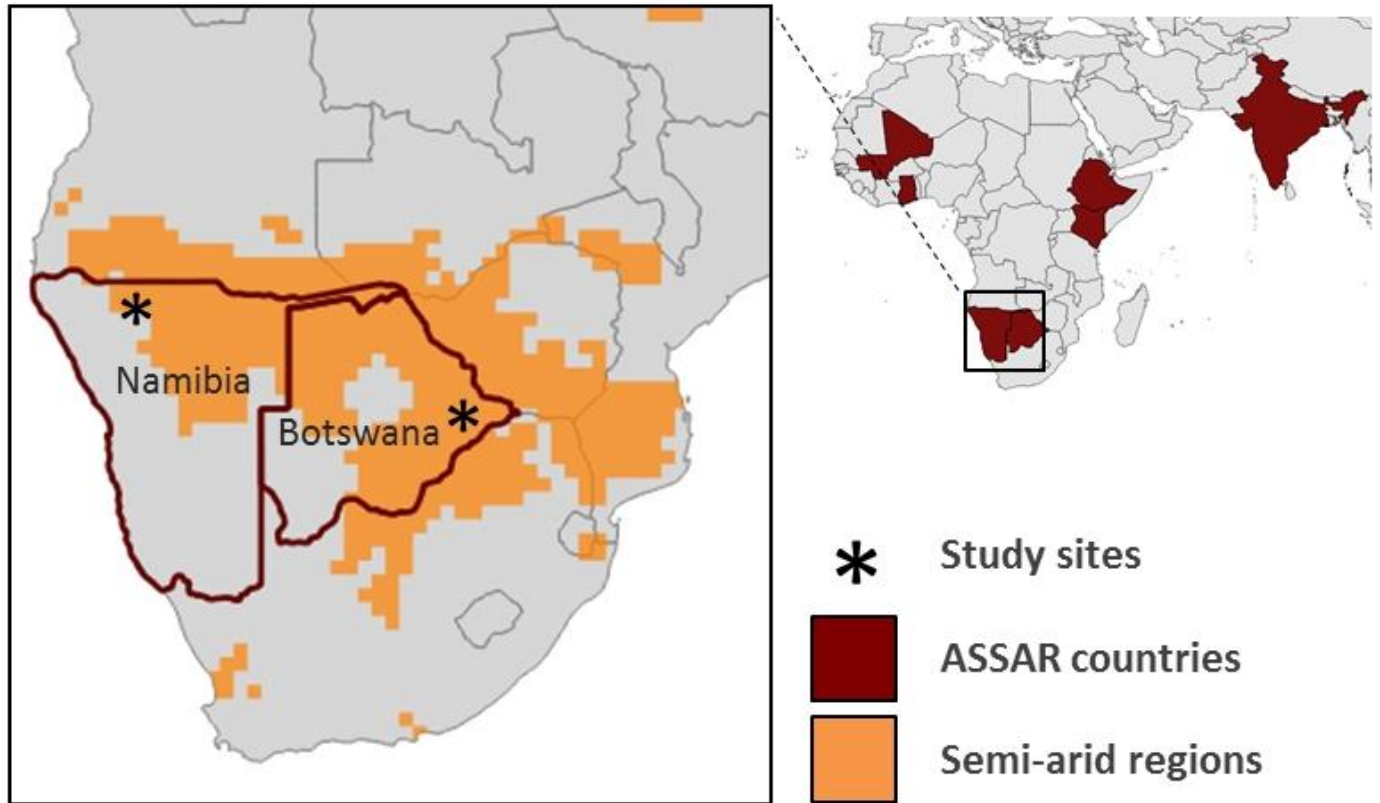 Namibia
Botswana
* Study sites
ASSAR countries
Semi-arid regions